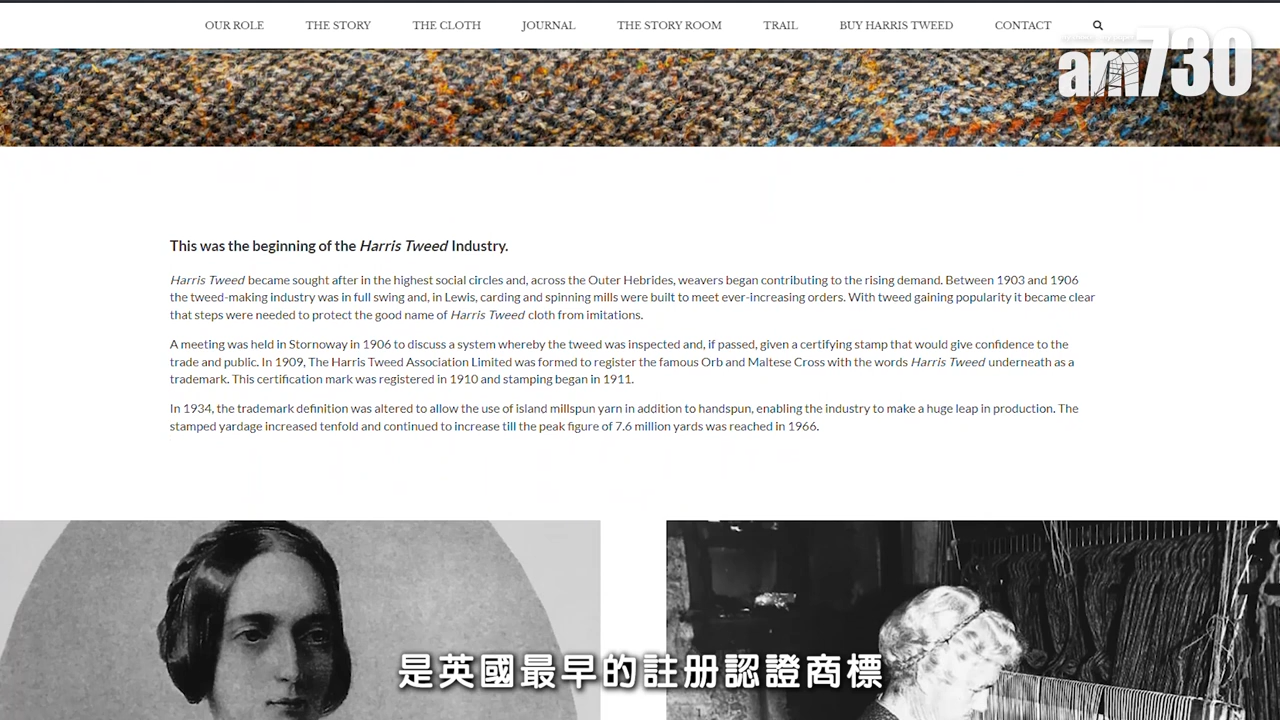 OUR ROLE THE STORY THE CLOTH JOURNAL THE STORY ROOM TRAIL BUY HARRIS TWEED CONTACT
am730
This was the beginning of the Harris Tweed Industry.
Harris Tweed became sought after in the highest social circles and, across the Outer Hebrides, weavers began contributing to the rising demand. Between 1903 and 1906
the tweed-making industry was in full swing and, in Lewis, carding and spinning mills were built to meet ever-increasing orders. With tweed gaining popularity it became clear
that steps were needed to protect the good name of Harris Tweed cloth from imitations.
A meeting was held in Stornoway in 1906 to discuss a system whereby the tweed was inspected and, if passed, given a certifying stamp that would give confidence to the
trade and public. In 1909, The Harris Tweed Association Limited was formed to register the famous Orb and Maltese Cross with the words Harris Tweed underneath as a
trademark. This certification mark was registered in 1910 and stamping began in 1911.
In 1934, the trademark definition was altered to allow the use of island millspun yarn in addition to handspun, enabling the industry to make a huge leap in production. The
stamped yardage increased tenfold and continued to increase till the peak figure of 7.6 million yards was reached in 1966.
是英國最早的註册認證商標